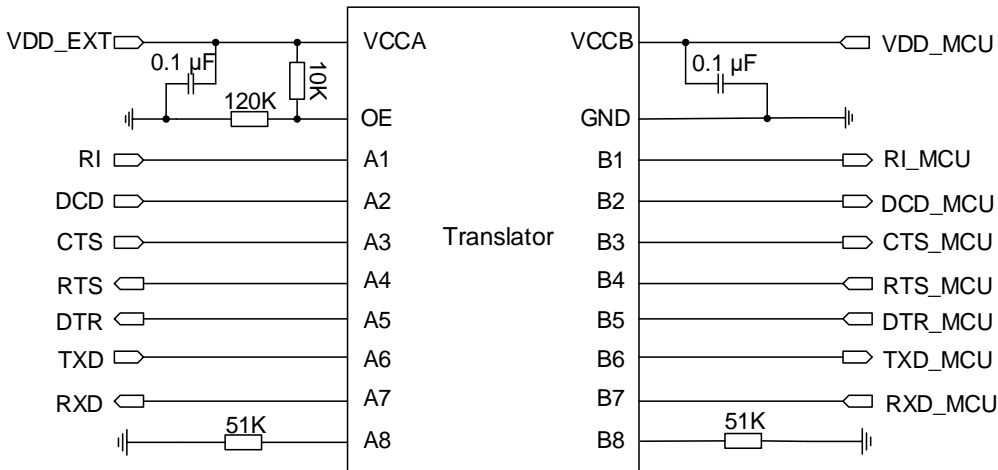 VDD_EXT VCCA VCCB VDD_MCU
0.1 µF 10K 0.1 µF
120K
OE GND
RI A1 B1 RI_MCU
DCD A2 B2 DCD_MCU
CTS A3 Translator B3 CTS_MCU
RTS A4 B4 RTS_MCU
DTR A5 B5 DTR_MCU
TXD A6 B6 TXD_MCU
RXD A7 B7 RXD_MCU
51K A8 B8 51K